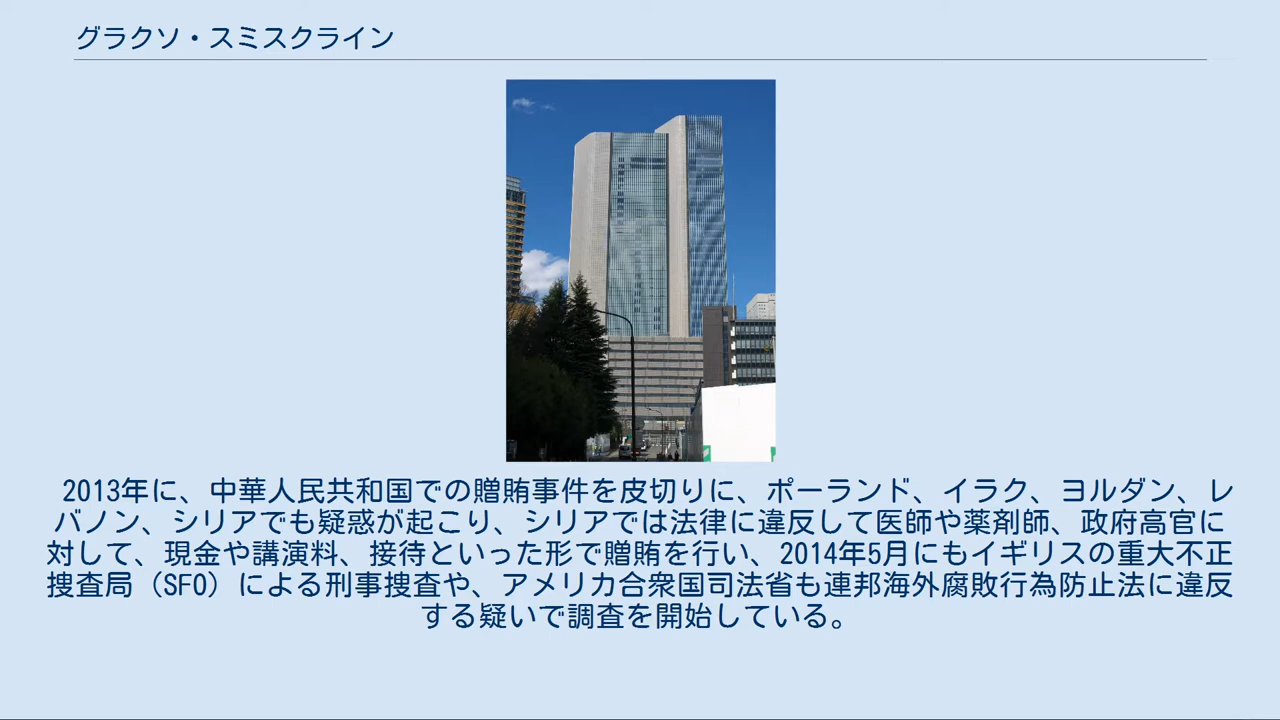 グラクソ・スミスクライン
2013年に、中華人民共和国での贈賄事件を皮切りに、ポーランド、イラク、ヨルダン、レ
バノン、シリアでも疑惑が起こり、シリアでは法律に違反して医師や薬剤師、政府高官に
対して、現金や講演料、接待といった形で贈賄を行い、2014年5月にもイギリスの重大不正
捜査局（SFO）による刑事捜査や、アメリカ合衆国司法省も連邦海外腐敗行為防止法に違反
する疑いで調査を開始している。